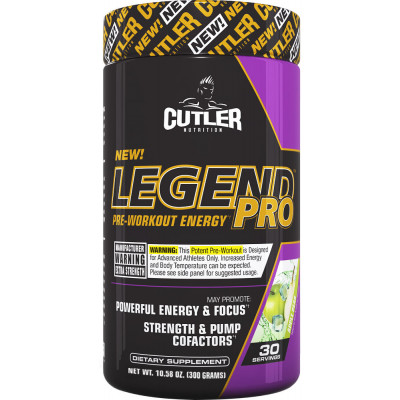 NEW! CUTLER NEW!
CUTLER
NUTRITION
NEW!
LEGEND
PRO
PRE-WORKOUT ENERGY
MANUFACTURER
WARNING
EXTRA STRENGTH
WARNING: This Potent Pre-Workout is Designed
for Advanced Athletes Only. Increased Energy
and Body Temperature can be expected.
Please see side panel for suggested usage.
MAY PROMOTE:
POWERFUL ENERGY & FOCUS
STRENGTH & PUMP
COFACTORS
DIETARY SUPPLEMENT
NET WT. 10.58 OZ. (300 GRAMS)
30
SERVINGS